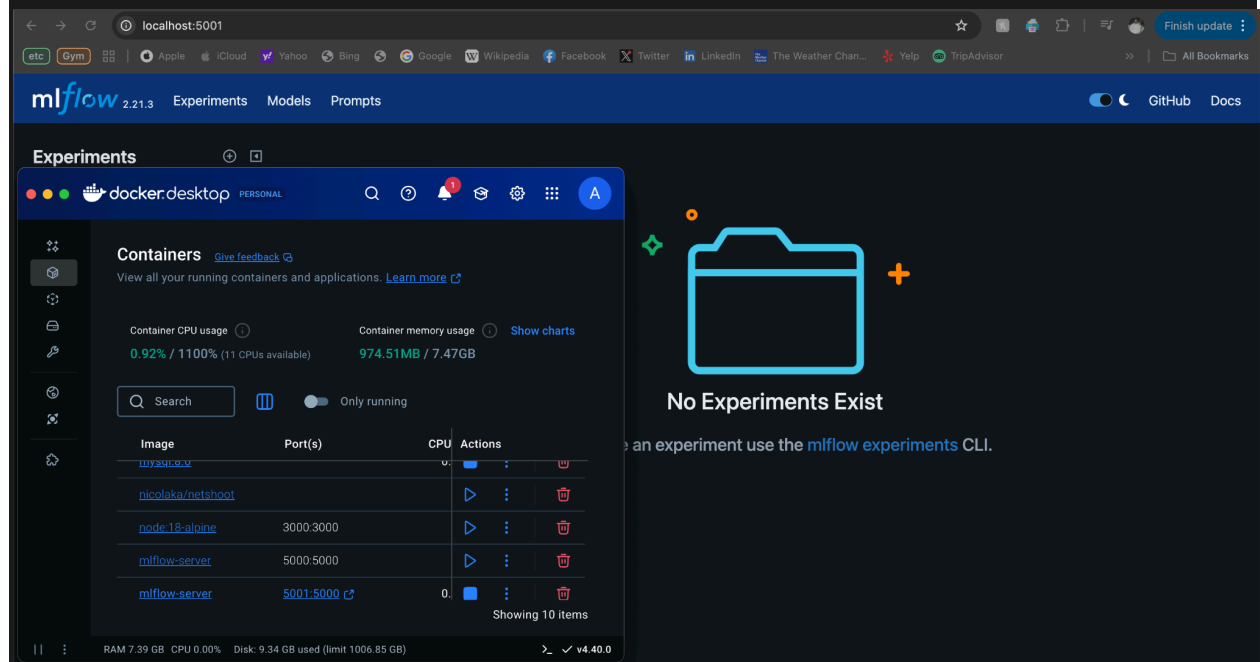 localhost:5001
Finish update
etc Gym Apple iCloud Yahoo Bing Google Wikipedia Facebook Twitter LinkedIn The Weather Chan... Yelp TripAdvisor » All Bookmarks
mlflow 2.21.3 Experiments Models Prompts GitHub Docs
Experiments
docker.desktop PERSONAL 1 A
Containers Give feedback
View all your running containers and applications. Learn more
Container CPU usage
0.92% / 1100% (11 CPUs available)
Container memory usage Show charts
974.51MB / 7.47GB
Search Only running
Image Port(s) CPU Actions
mysql:8.0 0.
nicolaka/netshoot
node:18-alpine 3000:3000
mlflow-server 5000:5000
mlflow-server 5001:5000 0.
Showing 10 items
RAM 7.39 GB CPU 0.00% Disk: 9.34 GB used (limit 1006.85 GB) v4.40.0
No Experiments Exist
an experiment use the mlflow experiments CLI.